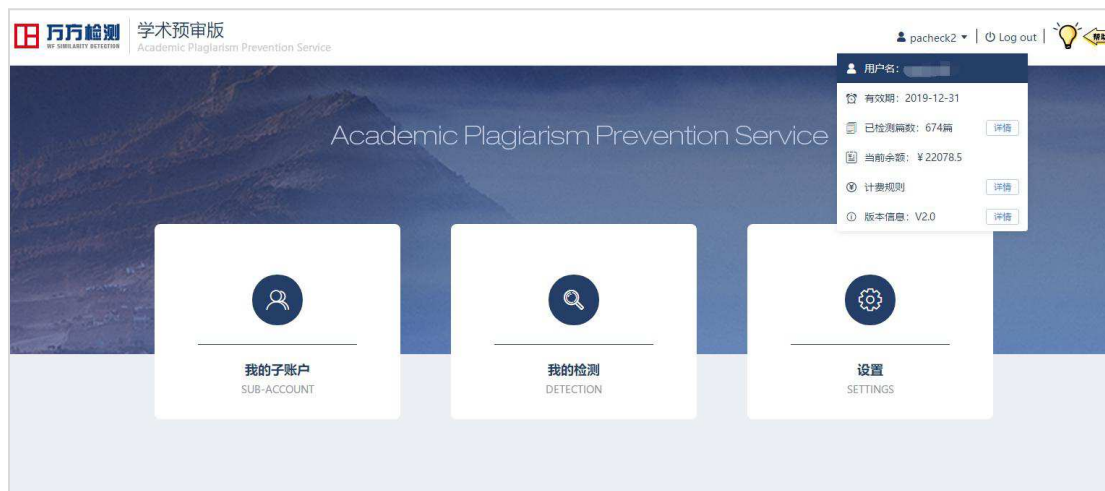 万方检测
WF SIMILARITY DETECTION
学术预审版
Academic Plagiarism Prevention Service
pacheck2
Log out
帮助
用户名：
有效期：2019-12-31
已检测篇数：674篇 详情
当前余额：￥22078.5
计费规则 详情
版本信息：V2.0 详情
Academic Plagiarism Prevention Service
我的子账户
SUB-ACCOUNT
我的检测
DETECTION
设置
SETTINGS